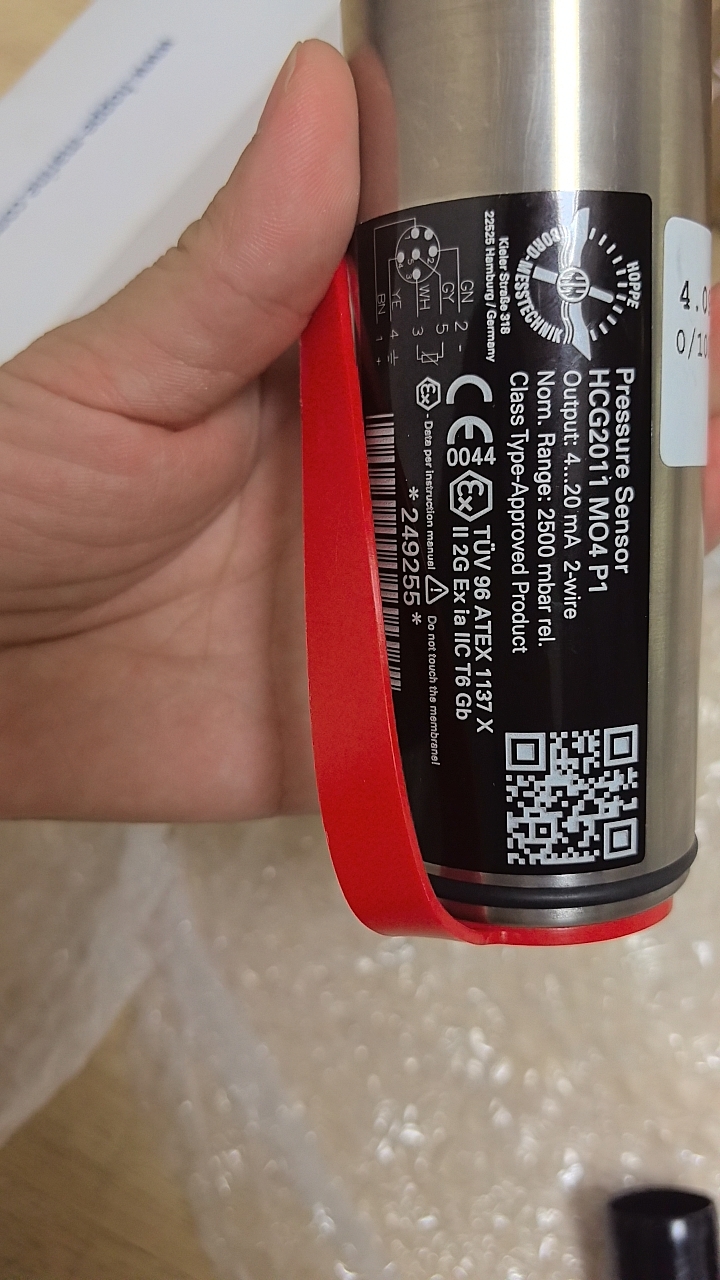 HOPPE
BORD-MESSTECHNIK
Kieler Straße 318
22525 Hamburg / Germany
Pressure Sensor
HCG2011 MO4 P1
Output: 4...20 mA 2-wire
Nom. Range: 2500 mbar rel.
Class Type-Approved Product
TÜV 96 ATEX 1137 X
II 2G Ex ia IIC T6 Gb
CE 0044
Ex
Ex - Data per instruction manual
Do not touch the membrane!
* 249255 *
GN 2 -
GY 5
WH 3
YE 4
BN 1 +
4.0
0/10